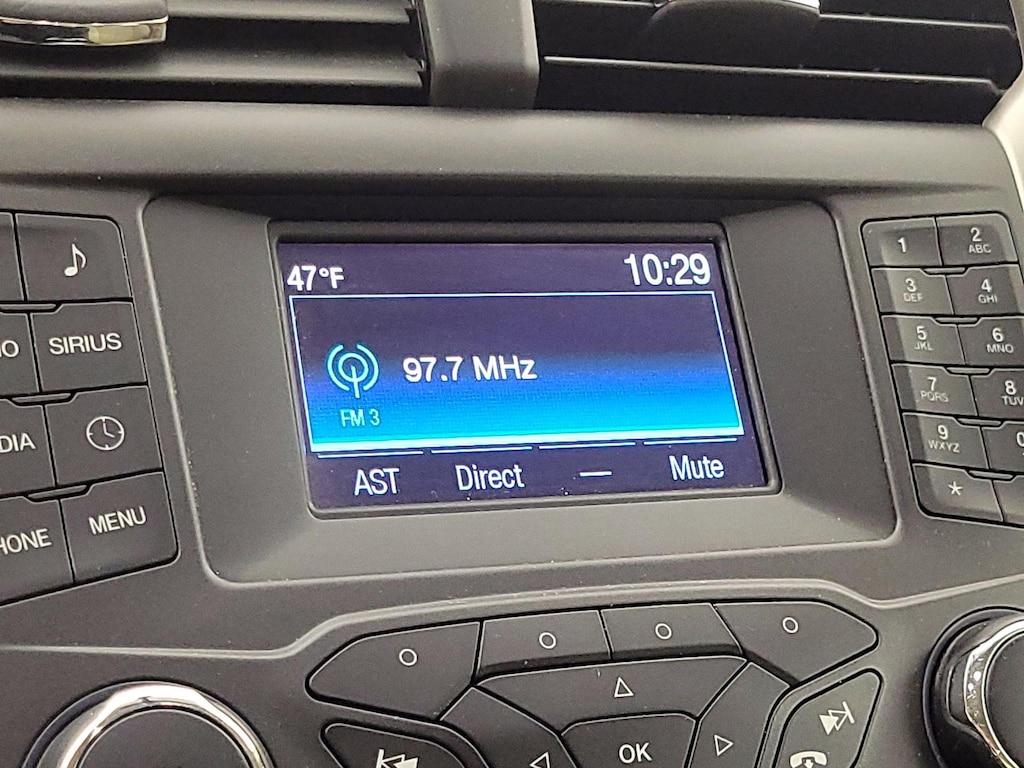 47°F
10:29
97.7 MHz
FM 3
AST
Direct
—
Mute
SIRIUS
MENU
1
2
ABC
3
DEF
4
GHI
5
JKL
6
MNO
7
PQRS
8
TUV
9
WXYZ
*
OK